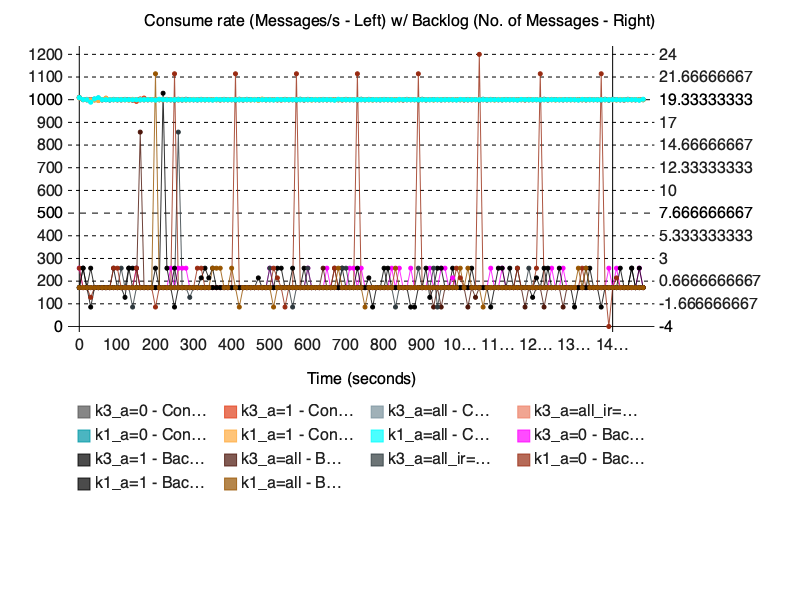 Consume rate (Messages/s - Left) w/ Backlog (No. of Messages - Right)
1200 24
1100 21.66666667
1000 19.33333333
900 17
800 14.66666667
700 12.33333333
600 10
500 7.666666667
400 5.333333333
300 3
200 0.6666666667
100 -1.666666667
0 -4
0 100 200 300 400 500 600 700 800 900 10… 11… 12… 13… 14…
Time (seconds)
k3_a=0 - Con… k3_a=1 - Con… k3_a=all - C… k3_a=all_ir=…
k1_a=0 - Con… k1_a=1 - Con… k1_a=all - C… k3_a=0 - Bac…
k3_a=1 - Bac… k3_a=all - B… k3_a=all_ir=… k1_a=0 - Bac…
k1_a=1 - Bac… k1_a=all - B…